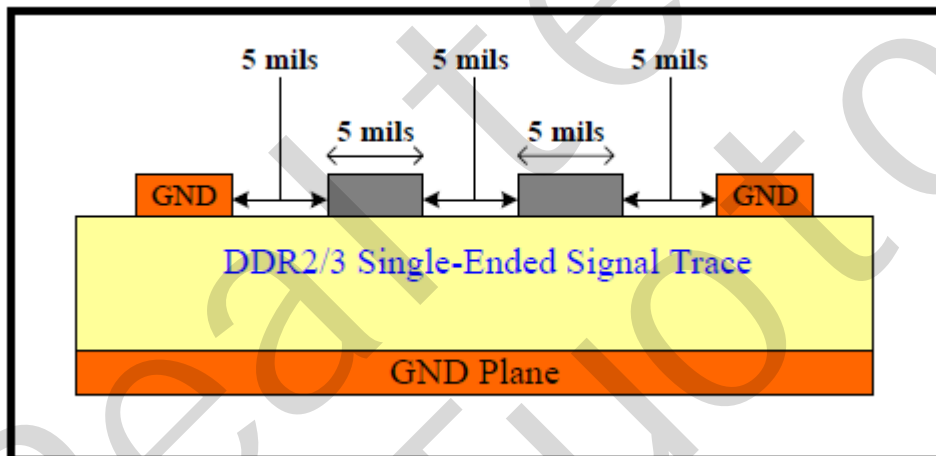 5 mils 5 mils 5 mils
5 mils 5 mils
GND GND
DDR2/3 Single-Ended Signal Trace
GND Plane